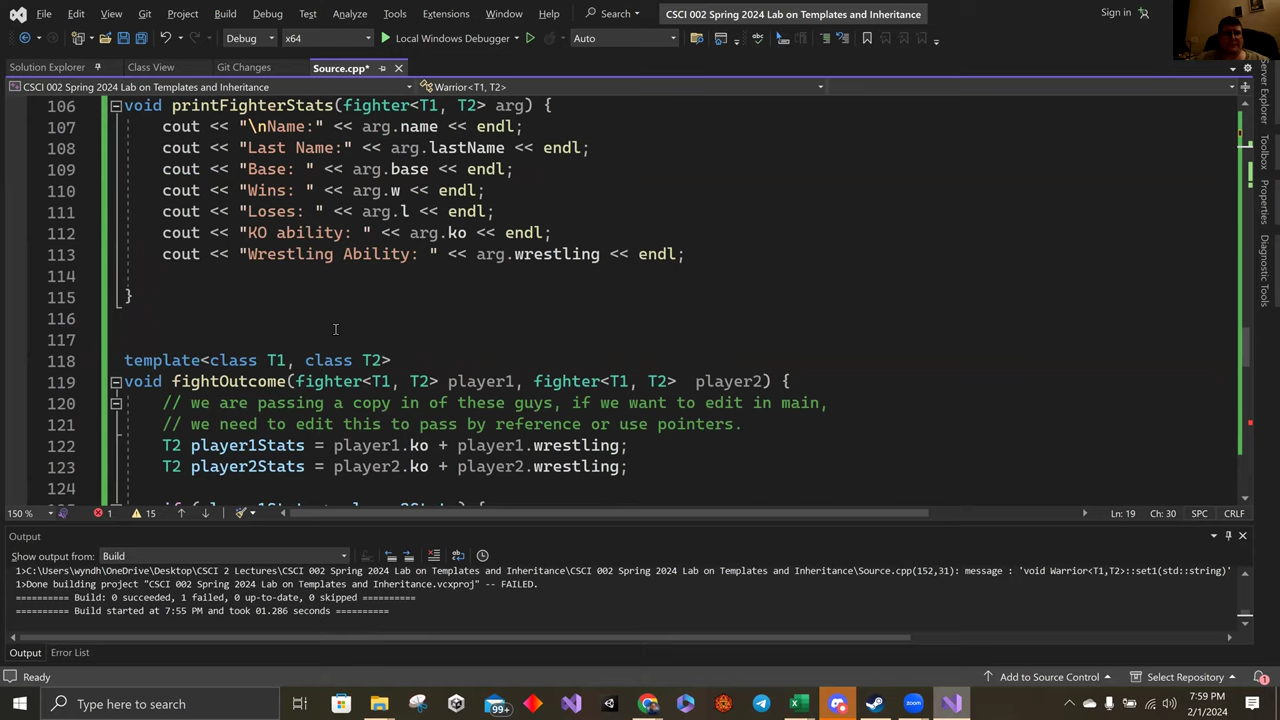 File Edit View Git Project Build Debug Test Analyze Tools Extensions Window Help Search CSCI 002 Spring 2024 Lab on Templates and Inheritance Sign in
Debug x64 Local Windows Debugger Auto
Solution Explorer Class View Git Changes Source.cpp*
CSCI 002 Spring 2024 Lab on Templates and Inheritance Warrior<T1, T2>
106 void printFighterStats(fighter<T1, T2> arg) {
107 cout << "\nName:" << arg.name << endl;
108 cout << "Last Name:" << arg.lastName << endl;
109 cout << "Base: " << arg.base << endl;
110 cout << "Wins: " << arg.w << endl;
111 cout << "Loses: " << arg.l << endl;
112 cout << "KO ability: " << arg.ko << endl;
113 cout << "Wrestling Ability: " << arg.wrestling << endl;
114
115 }
116
117
118 template<class T1, class T2>
119 void fightOutcome(fighter<T1, T2> player1, fighter<T1, T2> player2) {
120 // we are passing a copy in of these guys, if we want to edit in main,
121 // we need to edit this to pass by reference or use pointers.
122 T2 player1Stats = player1.ko + player1.wrestling;
123 T2 player2Stats = player2.ko + player2.wrestling;
124
150 % 1 15 Ln: 19 Ch: 30 SPC CRLF
Output
Show output from: Build
1>C:\Users\wyndh\OneDrive\Desktop\CSCI 2 Lectures\CSCI 002 Spring 2024 Lab on Templates and Inheritance\CSCI 002 Spring 2024 Lab on Templates and Inheritance\Source.cpp(152,31): message : 'void Warrior<T1,T2>::set1(std::string)'
1>Done building project "CSCI 002 Spring 2024 Lab on Templates and Inheritance.vcxproj" -- FAILED.
========== Build: 0 succeeded, 1 failed, 0 up-to-date, 0 skipped ==========
========== Build started at 7:55 PM and took 01.286 seconds ==========
Output Error List
Ready Add to Source Control Select Repository 1
Type here to search 99+ zoom 7:59 PM
2/1/2024
Server Explorer
Toolbox
Properties
Diagnostic Tools